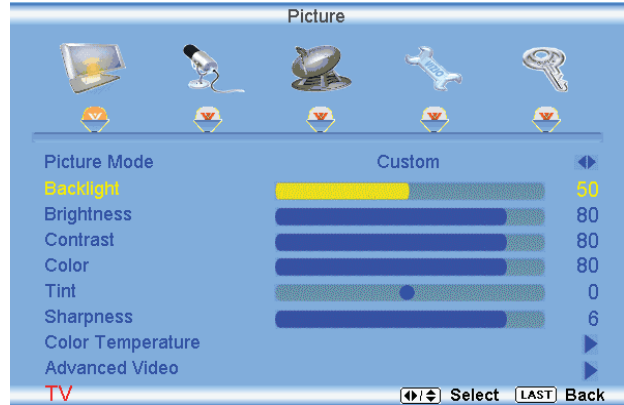 Picture
Picture Mode Custom
Backlight 50
Brightness 80
Contrast 80
Color 80
Tint 0
Sharpness 6
Color Temperature
Advanced Video
TV Select LAST Back